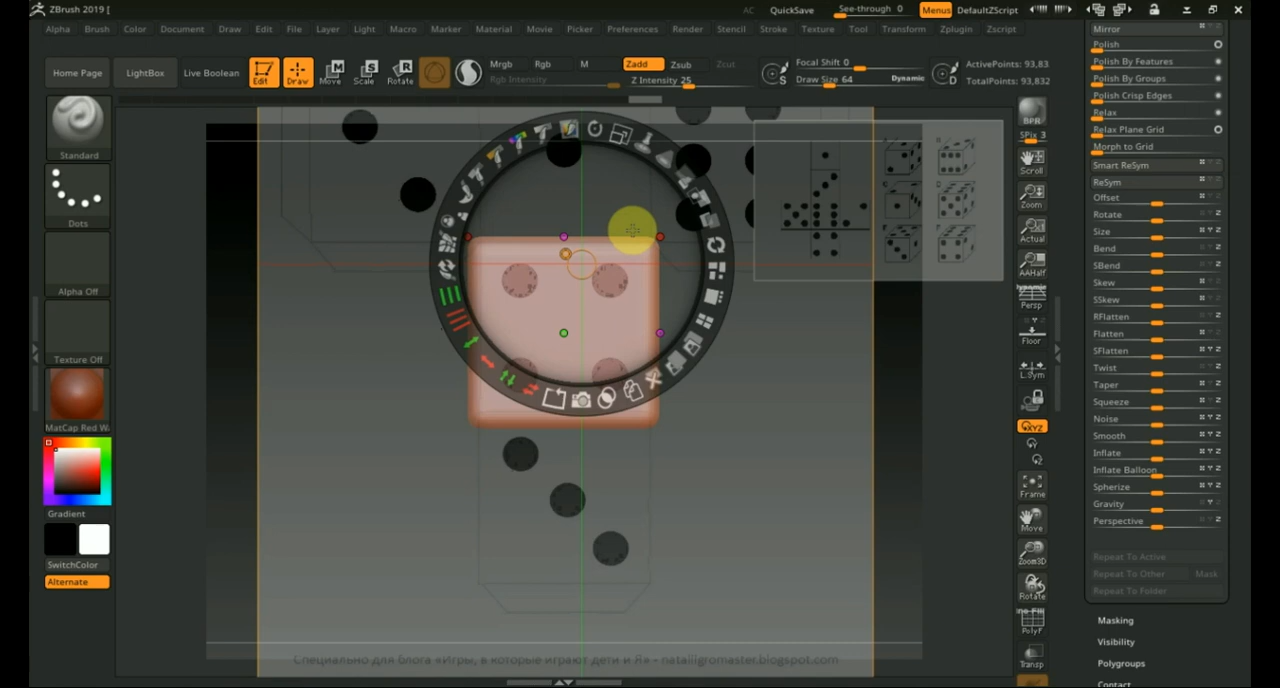 ZBrush 2019 [
AC QuickSave See-through 0 Menus DefaultZScript
Alpha Brush Color Document Draw Edit File Layer Light Macro Marker Material Movie Picker Preferences Render Stencil Stroke Texture Tool Transform Zplugin Zscript
Home Page LightBox Live Boolean Edit Draw Move Scale Rotate
Mrgb Rgb M Zadd Zsub Zcut
Rgb Intensity Z Intensity 25
Focal Shift 0
Draw Size 64 Dynamic
ActivePoints: 93,83
TotalPoints: 93,832
Standard
Dots
Alpha Off
Texture Off
MatCap Red Wa
Gradient
SwitchColor
Alternate
BPR
SPix 3
Scroll
Zoom
Actual
AAHalf
Dynamic
Persp
Floor
L.Sym
XYZ
Frame
Move
Zoom3D
Rotate
PolyF
Transp
Mirror
Polish
Polish By Features
Polish By Groups
Polish Crisp Edges
Relax
Relax Plane Grid
Morph to Grid
Smart ReSym
ReSym
Offset
Rotate
Size
Bend
SBend
Skew
SSkew
RFlatten
Flatten
SFlatten
Twist
Taper
Squeeze
Noise
Smooth
Inflate
Inflate Balloon
Spherize
Gravity
Perspective
Repeat To Active
Repeat To Other Mask
Repeat To Folder
Masking
Visibility
Polygroups
Contact
Специально для блога «Игры, в которые играют дети и Я» - nataiigromaster.blogspot.com